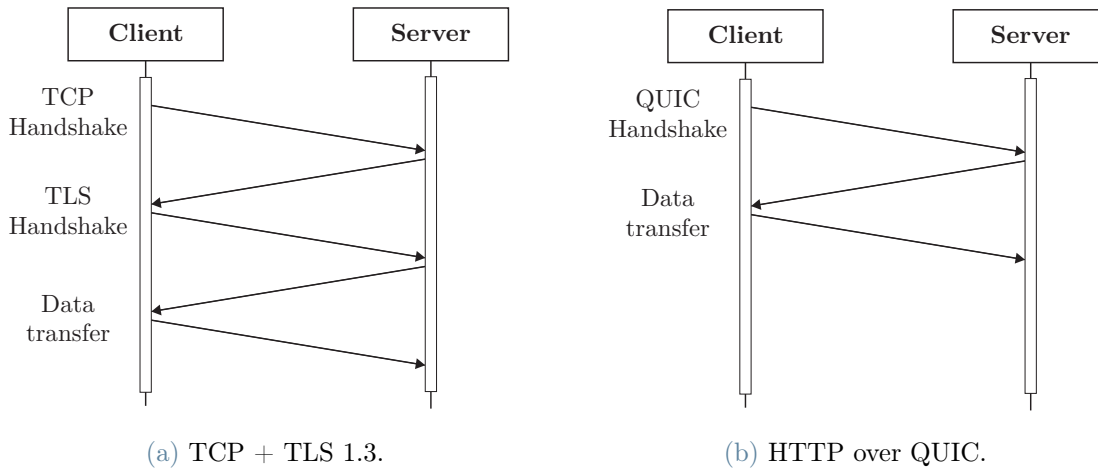 Client
Server
TCP
Handshake
TLS
Handshake
Data
transfer
(a) TCP + TLS 1.3.
Client
Server
QUIC
Handshake
Data
transfer
(b) HTTP over QUIC.